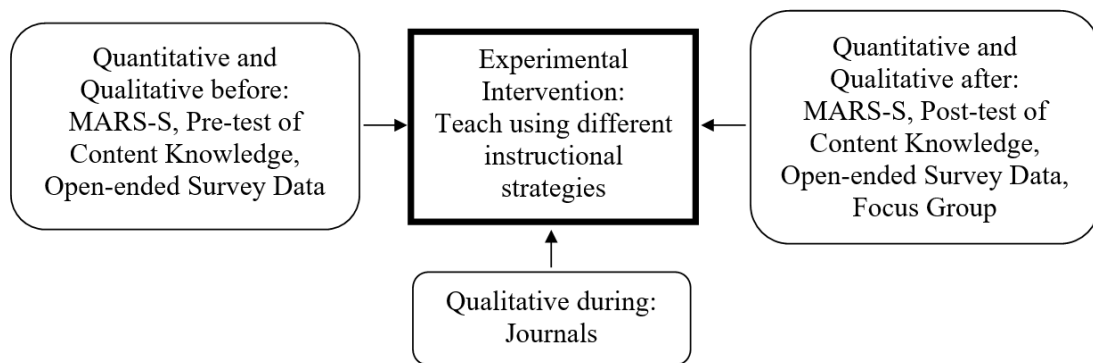 Quantitative and
Qualitative before:
MARS-S, Pre-test of
Content Knowledge,
Open-ended Survey Data
Experimental
Intervention:
Teach using different
instructional
strategies
Quantitative and
Qualitative after:
MARS-S, Post-test of
Content Knowledge,
Open-ended Survey Data,
Focus Group
Qualitative during:
Journals